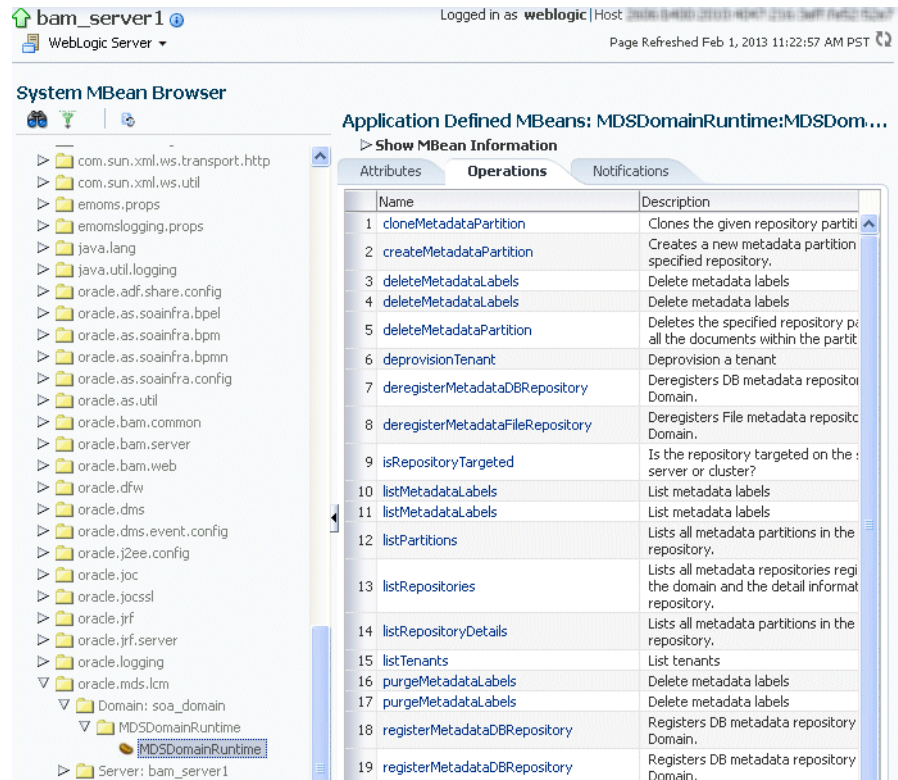 bam_server1
Logged in as weblogic|Host
WebLogic Server
Page Refreshed Feb 1, 2013 11:22:57 AM PST
System MBean Browser
com.sun.xml.ws.transport.http
com.sun.xml.ws.util
emoms.props
emomslogging.props
java.lang
java.util.logging
oracle.adf.share.config
oracle.as.soainfra.bpel
oracle.as.soainfra.bpm
oracle.as.soainfra.bpmn
oracle.as.soainfra.config
oracle.as.util
oracle.bam.common
oracle.bam.server
oracle.bam.web
oracle.dfw
oracle.dms
oracle.dms.event.config
oracle.j2ee.config
oracle.joc
oracle.jocssl
oracle.jrf
oracle.jrf.server
oracle.logging
oracle.mds.lcm
Domain: soa_domain
MDSDomainRuntime
MDSDomainRuntime
Server: bam_server1
Application Defined MBeans: MDSDomainRuntime:MDSDom...
Show MBean Information
Attributes Operations Notifications
Name Description
1 cloneMetadataPartition Clones the given repository partiti
2 createMetadataPartition Creates a new metadata partition
specified repository.
3 deleteMetadataLabels Delete metadata labels
4 deleteMetadataLabels Delete metadata labels
5 deleteMetadataPartition Deletes the specified repository pa
all the documents within the partit
6 deprovisionTenant Deprovision a tenant
7 deregisterMetadataDBRepository Deregisters DB metadata repositor
Domain.
8 deregisterMetadataFileRepository Deregisters File metadata reposito
Domain.
9 isRepositoryTargeted Is the repository targeted on the
server or cluster?
10 listMetadataLabels List metadata labels
11 listMetadataLabels List metadata labels
12 listPartitions Lists all metadata partitions in the
repository.
13 listRepositories Lists all metadata repositories regi
the domain and the detail informat
repository.
14 listRepositoryDetails Lists all metadata partitions in the
repository.
15 listTenants List tenants
16 purgeMetadataLabels Delete metadata labels
17 purgeMetadataLabels Delete metadata labels
18 registerMetadataDBRepository Registers DB metadata repository
Domain.
19 registerMetadataDBRepository Registers DB metadata repository
Domain.